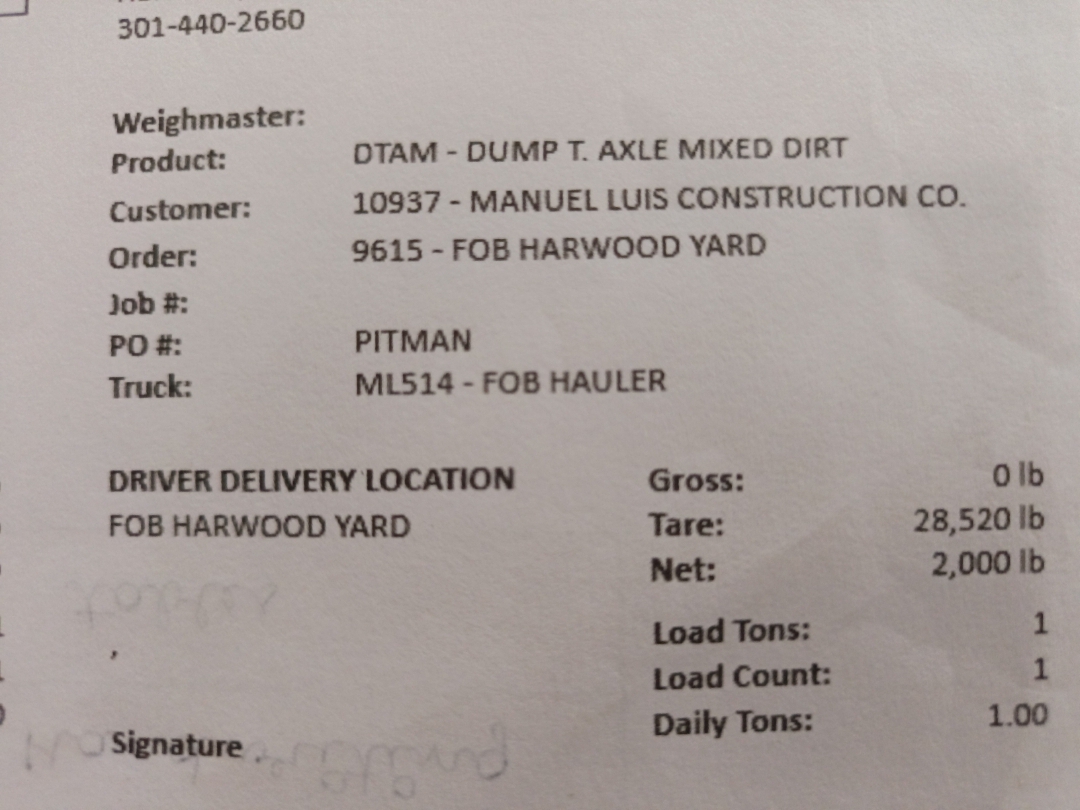 301-440-2660
Weighmaster:
Product: DTAM - DUMP T. AXLE MIXED DIRT
Customer: 10937 - MANUEL LUIS CONSTRUCTION CO.
Order: 9615 - FOB HARWOOD YARD
Job #:
PO #: PITMAN
Truck: ML514 - FOB HAULER
DRIVER DELIVERY LOCATION Gross: 0 lb
FOB HARWOOD YARD Tare: 28,520 lb
Net: 2,000 lb
Load Tons: 1
,
Load Count: 1
Daily Tons: 1.00
Signature